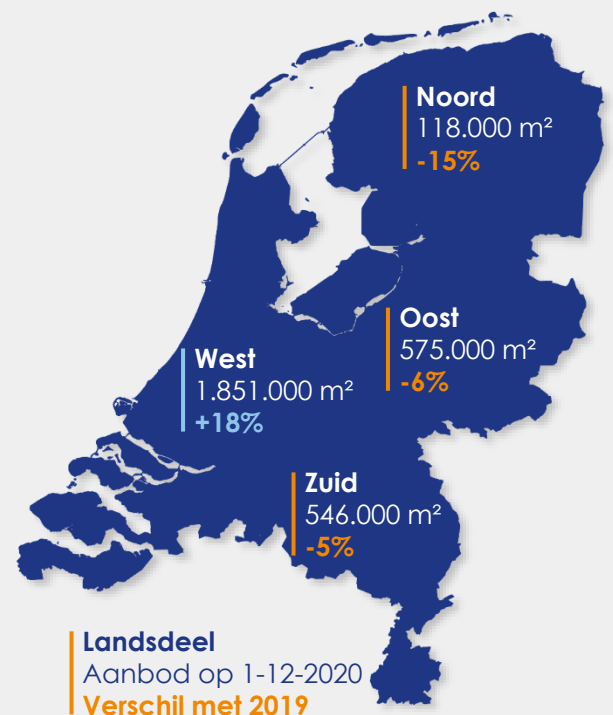 Noord
118.000 m²
-15%
Oost
575.000 m²
-6%
West
1.851.000 m²
+18%
Zuid
546.000 m²
-5%
Landsdeel
Aanbod op 1-12-2020
Verschil met 2019